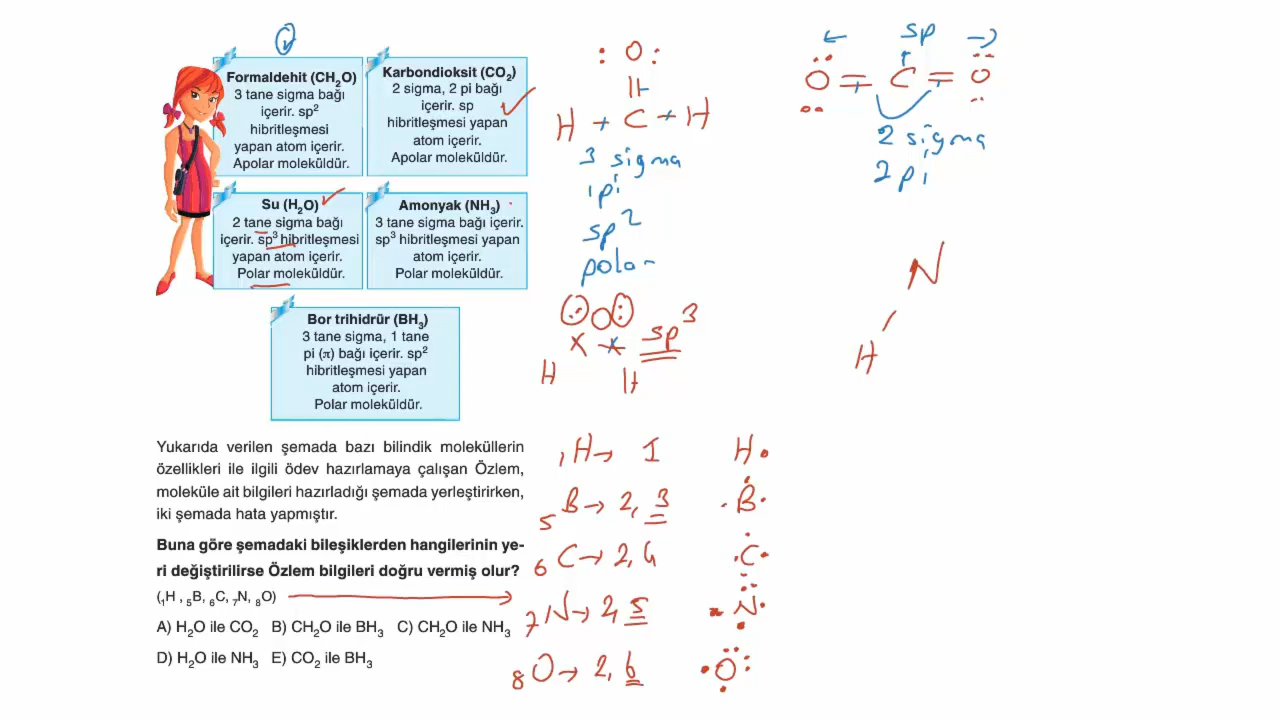 Formaldehit (CH₂O)
3 tane sigma bağı
içerir. sp²
hibritleşmesi
yapan atom içerir.
Apolar moleküldür.
Karbondioksit (CO₂)
2 sigma, 2 pi bağı
içerir. sp
hibritleşmesi yapan
atom içerir.
Apolar moleküldür.
Su (H₂O)
2 tane sigma bağı
içerir. sp³ hibritleşmesi
yapan atom içerir.
Polar moleküldür.
Amonyak (NH₃)
3 tane sigma bağı içerir.
sp³ hibritleşmesi yapan
atom içerir.
Polar moleküldür.
Bor trihidrür (BH₃)
3 tane sigma, 1 tane
pi (π) bağı içerir. sp²
hibritleşmesi yapan
atom içerir.
Polar moleküldür.
Yukarıda verilen şemada bazı bilindik moleküllerin
özellikleri ile ilgili ödev hazırlamaya çalışan Özlem,
moleküle ait bilgileri hazırladığı şemada yerleştirirken,
iki şemada hata yapmıştır.
Buna göre şemadaki bileşiklerden hangilerinin ye-
ri değiştirilirse Özlem bilgileri doğru vermiş olur?
(₁H , ₅B, ₆C, ₇N, ₈O)
A) H₂O ile CO₂ B) CH₂O ile BH₃ C) CH₂O ile NH₃
D) H₂O ile NH₃ E) CO₂ ile BH₃
O
H C H
3 sigma
1 pi
sp²
polar
O
sp³
H H
sp
O = C = O
2 sigma
2 pi
N
H
₁H → 1 H
₅B → 2, 3 B
₆C → 2, 4 C
₇N → 2, 5 N
₈O → 2, 6 O